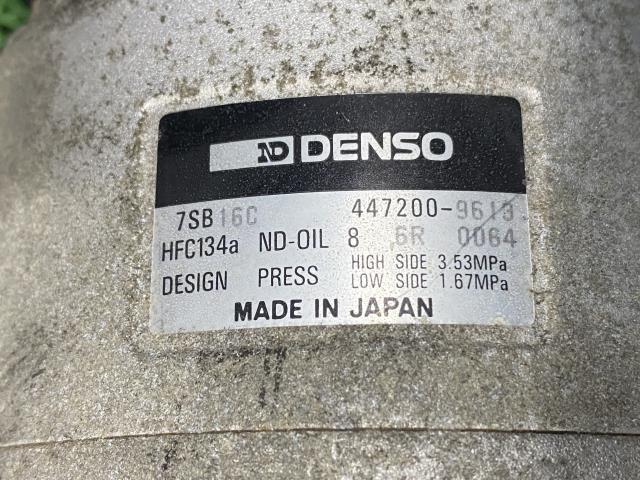 ND DENSO
7SB16C 447200-9613
HFC134a ND-OIL 8 6R 0064
DESIGN PRESS HIGH SIDE 3.53MPa
LOW SIDE 1.67MPa
MADE IN JAPAN